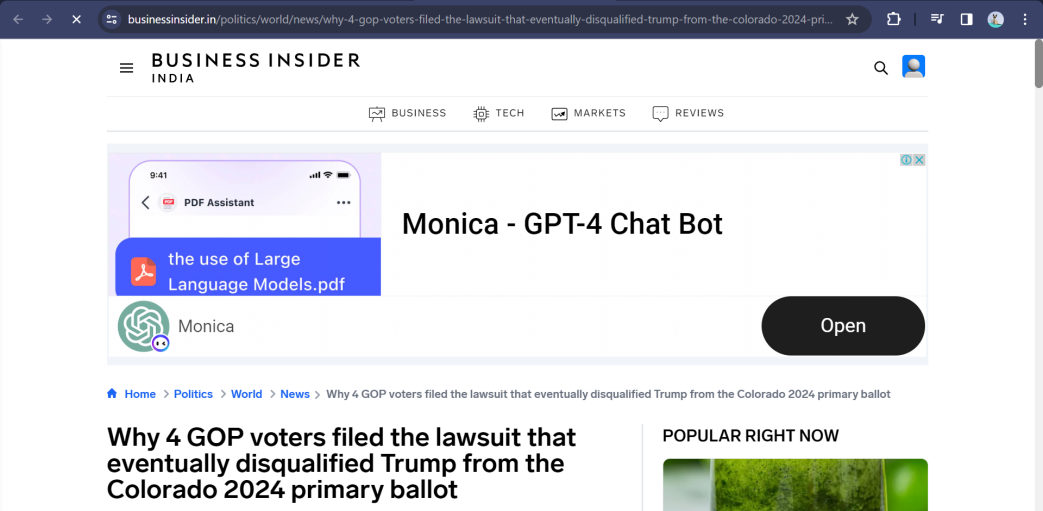 businessinsider.in/politics/world/news/why-4-gop-voters-filed-the-lawsuit-that-eventually-disqualified-trump-from-the-colorado-2024-pri...
BUSINESS INSIDER
INDIA
BUSINESS TECH MARKETS REVIEWS
9:41
PDF Assistant
the use of Large
Language Models.pdf
Monica - GPT-4 Chat Bot
Monica
Open
Home > Politics > World > News > Why 4 GOP voters filed the lawsuit that eventually disqualified Trump from the Colorado 2024 primary ballot
Why 4 GOP voters filed the lawsuit that
eventually disqualified Trump from the
Colorado 2024 primary ballot
POPULAR RIGHT NOW